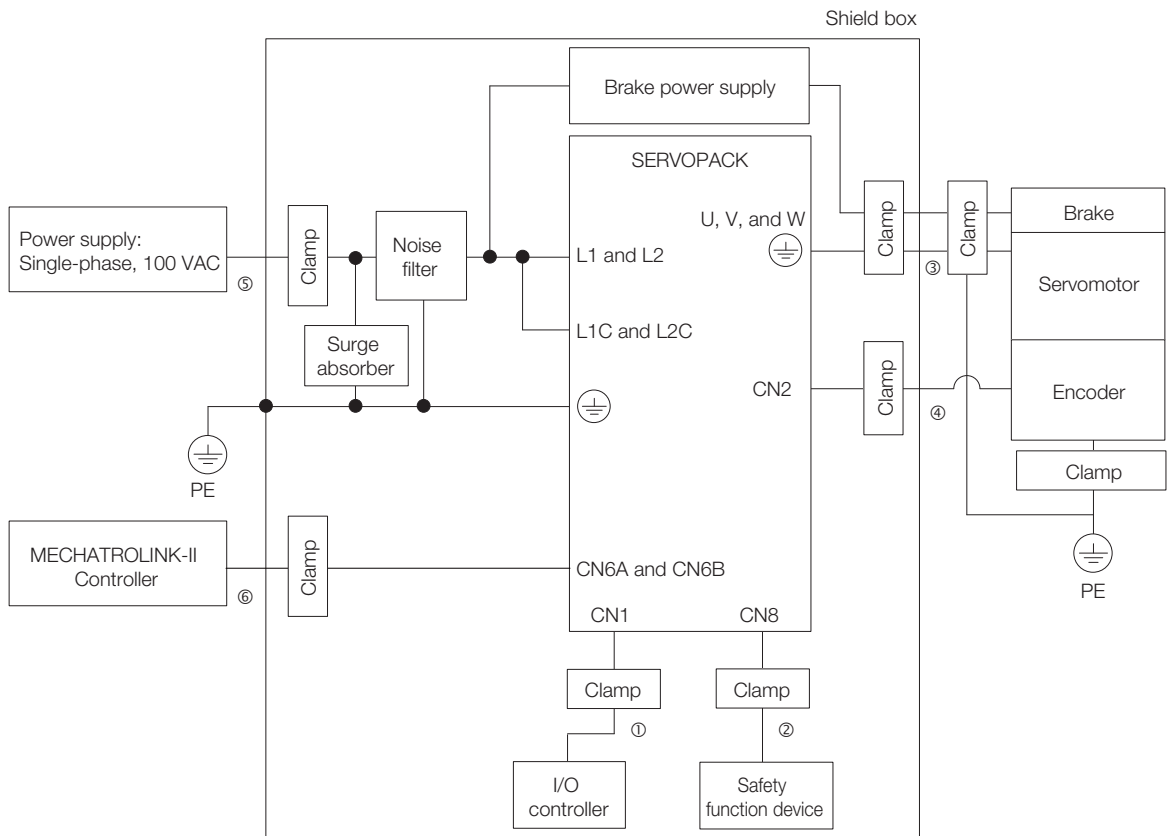 Shield box
Brake power supply
SERVOPACK
U, V, and W
Clamp
Clamp
Brake
Power supply:
Single-phase, 100 VAC
⑤
Clamp
Noise
filter
L1 and L2
③
Servomotor
Surge
absorber
L1C and L2C
CN2
Clamp
④
Encoder
Clamp
PE
PE
MECHATROLINK-II
Controller
⑥
Clamp
CN6A and CN6B
CN1
CN8
Clamp
Clamp
①
②
I/O
controller
Safety
function device